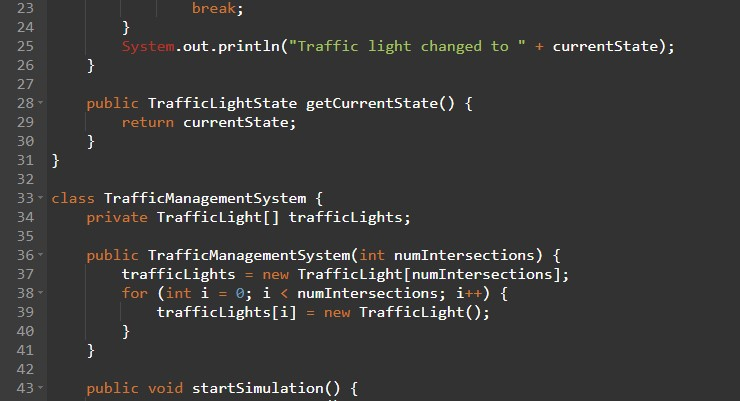 23                break;
24        }
25        System.out.println("Traffic light changed to " + currentState);
26    }
27
28    public TrafficLightState getCurrentState() {
29        return currentState;
30    }
31 }
32
33 class TrafficManagementSystem {
34    private TrafficLight[] trafficLights;
35
36    public TrafficManagementSystem(int numIntersections) {
37        trafficLights = new TrafficLight[numIntersections];
38        for (int i = 0; i < numIntersections; i++) {
39            trafficLights[i] = new TrafficLight();
40        }
41    }
42
43    public void startSimulation() {